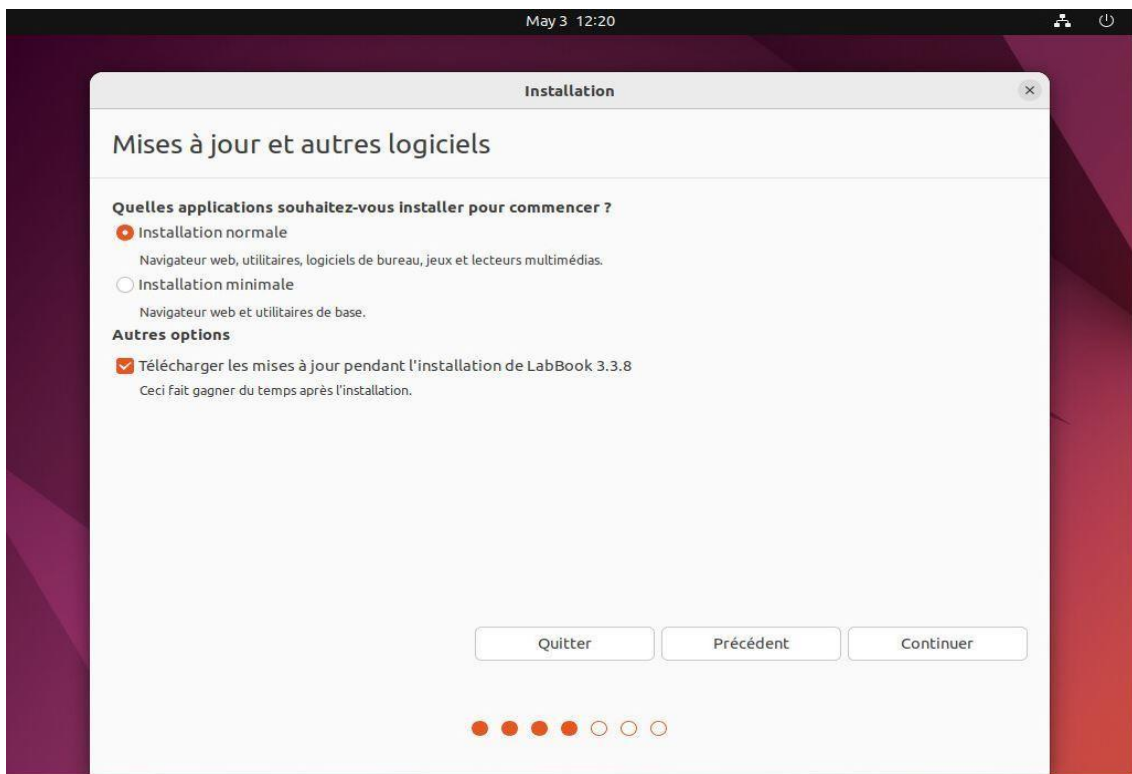 May 3 12:20
Installation
Mises à jour et autres logiciels
Quelles applications souhaitez-vous installer pour commencer ?
Installation normale
Navigateur web, utilitaires, logiciels de bureau, jeux et lecteurs multimédias.
Installation minimale
Navigateur web et utilitaires de base.
Autres options
Télécharger les mises à jour pendant l'installation de LabBook 3.3.8
Ceci fait gagner du temps après l'installation.
Quitter Précédent Continuer